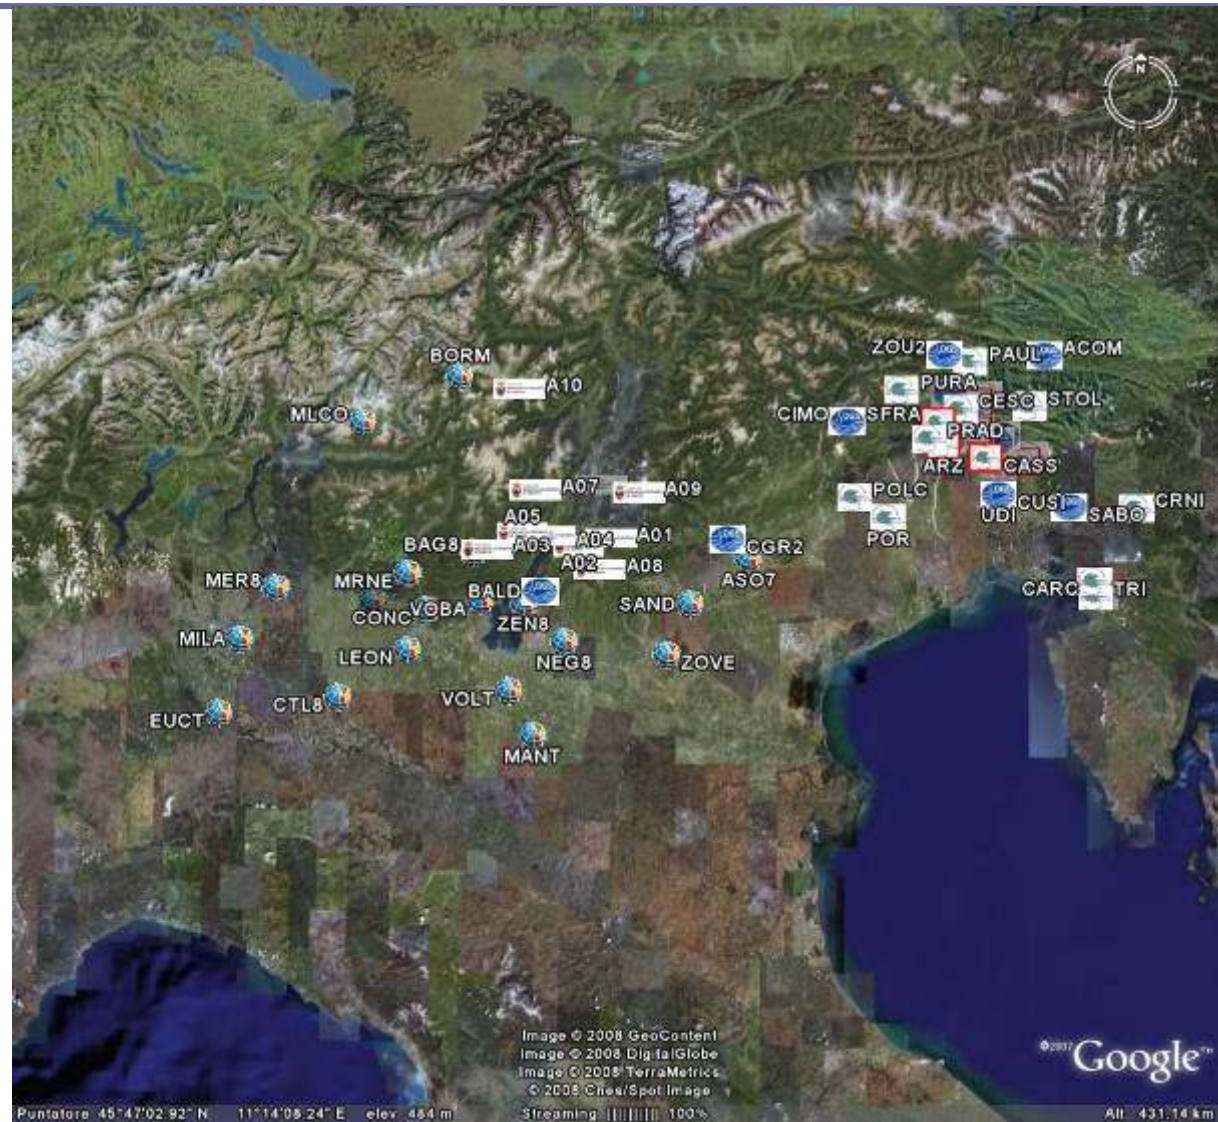 N
ZOU2
PAUL
ACOM
BORM
A10
PURA
CESC
STOL
MLCO
CIMO
SFRA
PRAD
ARZ
CASS
A07
A09
POLC
CUSI
CRNI
UDI
SABO
A05
POR
BAG8
A03
A04
A01
CGR2
A02
A08
MER8
MRNE
ASO7
BALD
SAND
CARC
TRI
CONC
VOBA
ZEN8
MILA
LEON
NEG8
ZOVE
CTL8
VOLT
EUCT
MANT
Image © 2008 GeoContent
Image © 2008 DigitalGlobe
Image © 2008 TerraMetrics
© 2008 Cnes/Spot Image
©2007 Google™
Puntatore 45°47'02.92" N 11°14'08.24" E elev 484 m Streaming ||||||||| 100% Alt 431.14 km